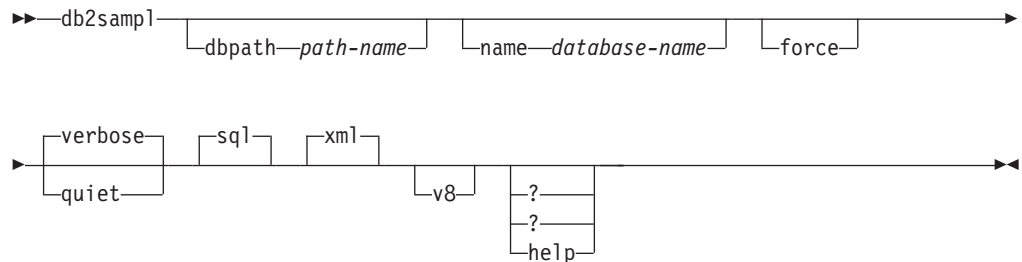 db2sampl
dbpath path-name name database-name force
verbose sql xml
quiet v8 ?
?
help